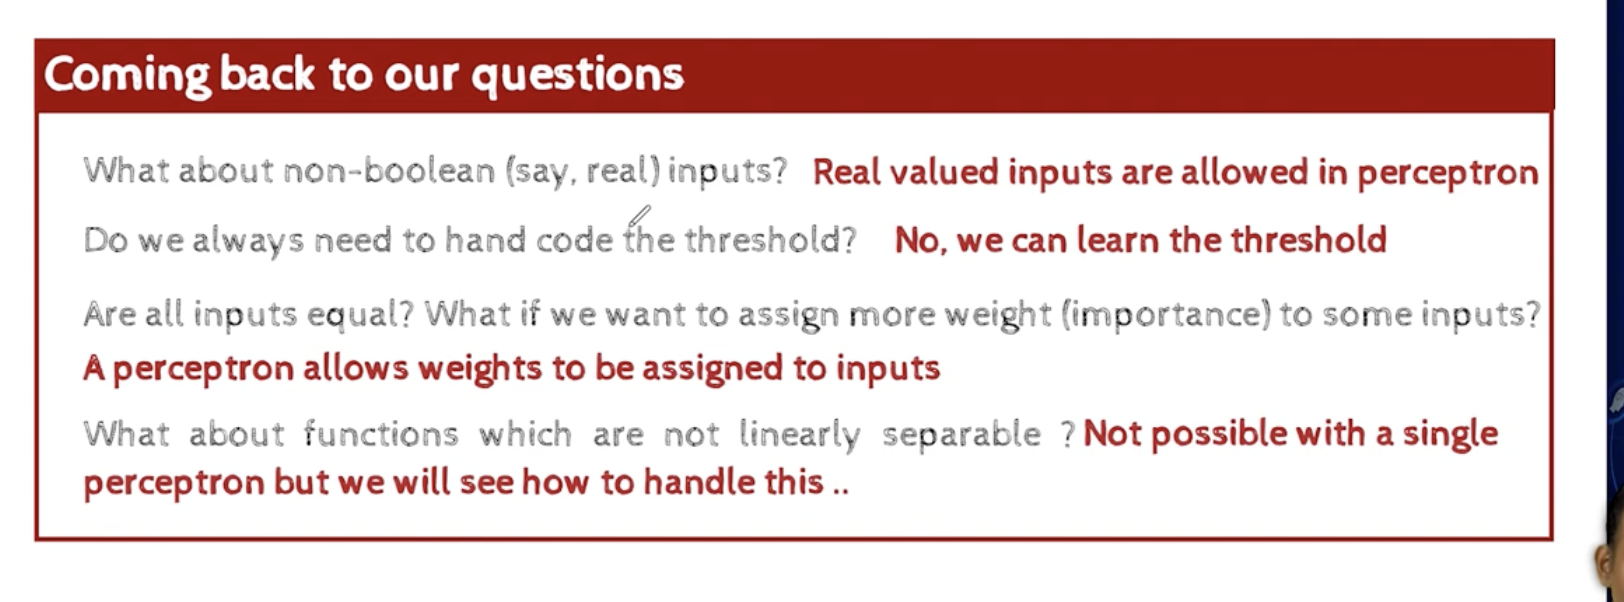 Coming back to our questions
What about non-boolean (say, real) inputs? Real valued inputs are allowed in perceptron
Do we always need to hand code the threshold? No, we can learn the threshold
Are all inputs equal? What if we want to assign more weight (importance) to some inputs?
A perceptron allows weights to be assigned to inputs
What about functions which are not linearly separable ? Not possible with a single
perceptron but we will see how to handle this ..